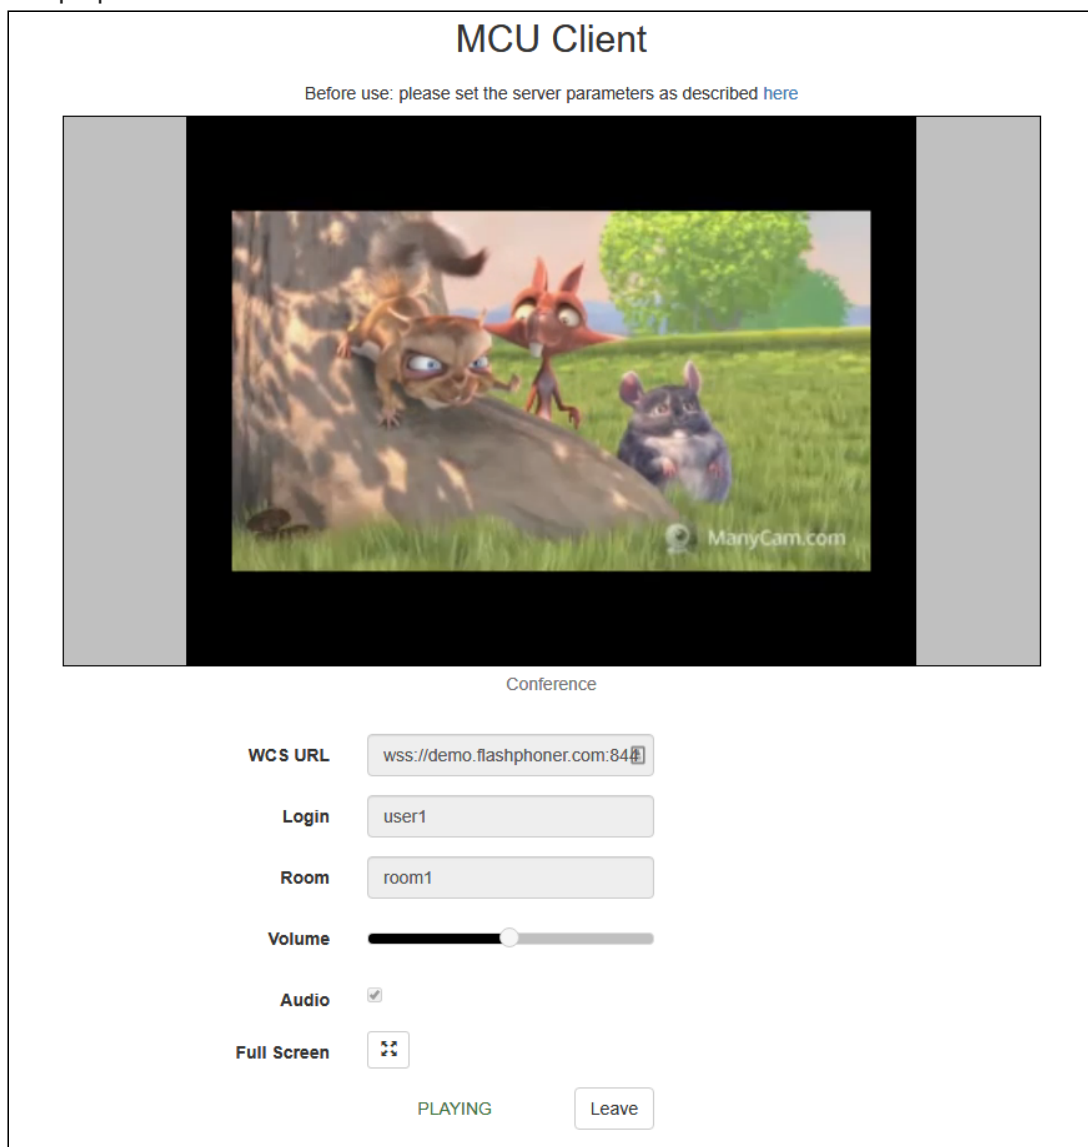 MCU Client
Before use: please set the server parameters as described here
ManyCam.com
Conference
WCS URL wss://demo.flashphoner.com:844
Login user1
Room room1
Volume
Audio
Full Screen
PLAYING Leave